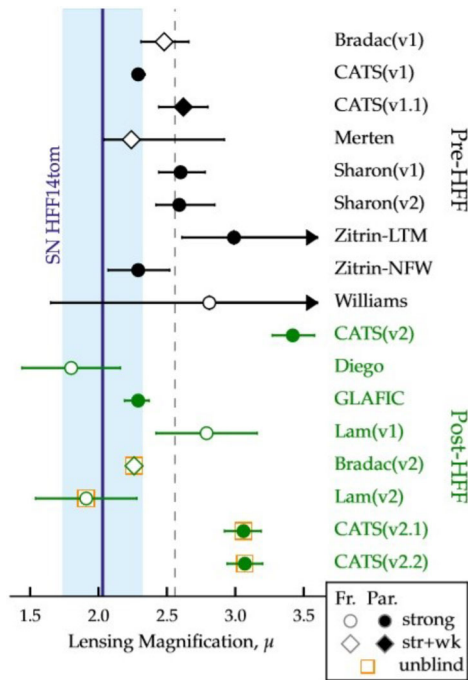 Bradac(v1)
CATS(v1)
CATS(v1.1)
Merten
Sharon(v1)
Sharon(v2)
Zitrin-LTM
Zitrin-NFW
Williams
Pre-HFF
SN HFF14tom
CATS(v2)
Diego
GLAFIC
Lam(v1)
Bradac(v2)
Lam(v2)
CATS(v2.1)
CATS(v2.2)
Post-HFF
1.5 2.0 2.5 3.0 3.5
Lensing Magnification, μ
Fr. Par.
strong
str+wk
unblind